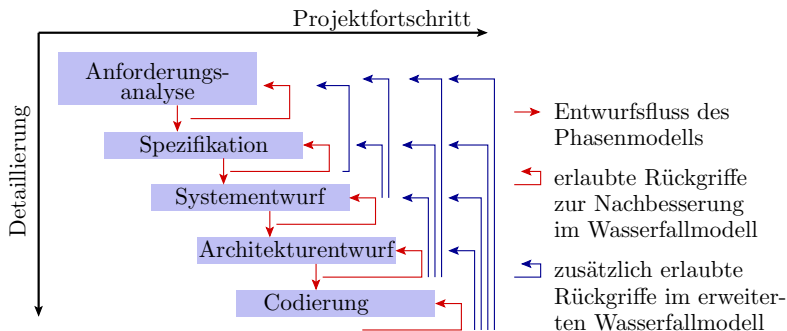 Projektfortschritt
Detaillierung
Anforderungs-
analyse
Spezifikation
Systementwurf
Architekturentwurf
Codierung
Entwurfsfluss des
Phasenmodells
erlaubte Rückgriffe
zur Nachbesserung
im Wasserfallmodell
zusätzlich erlaubte
Rückgriffe im erweiter-
ten Wasserfallmodell